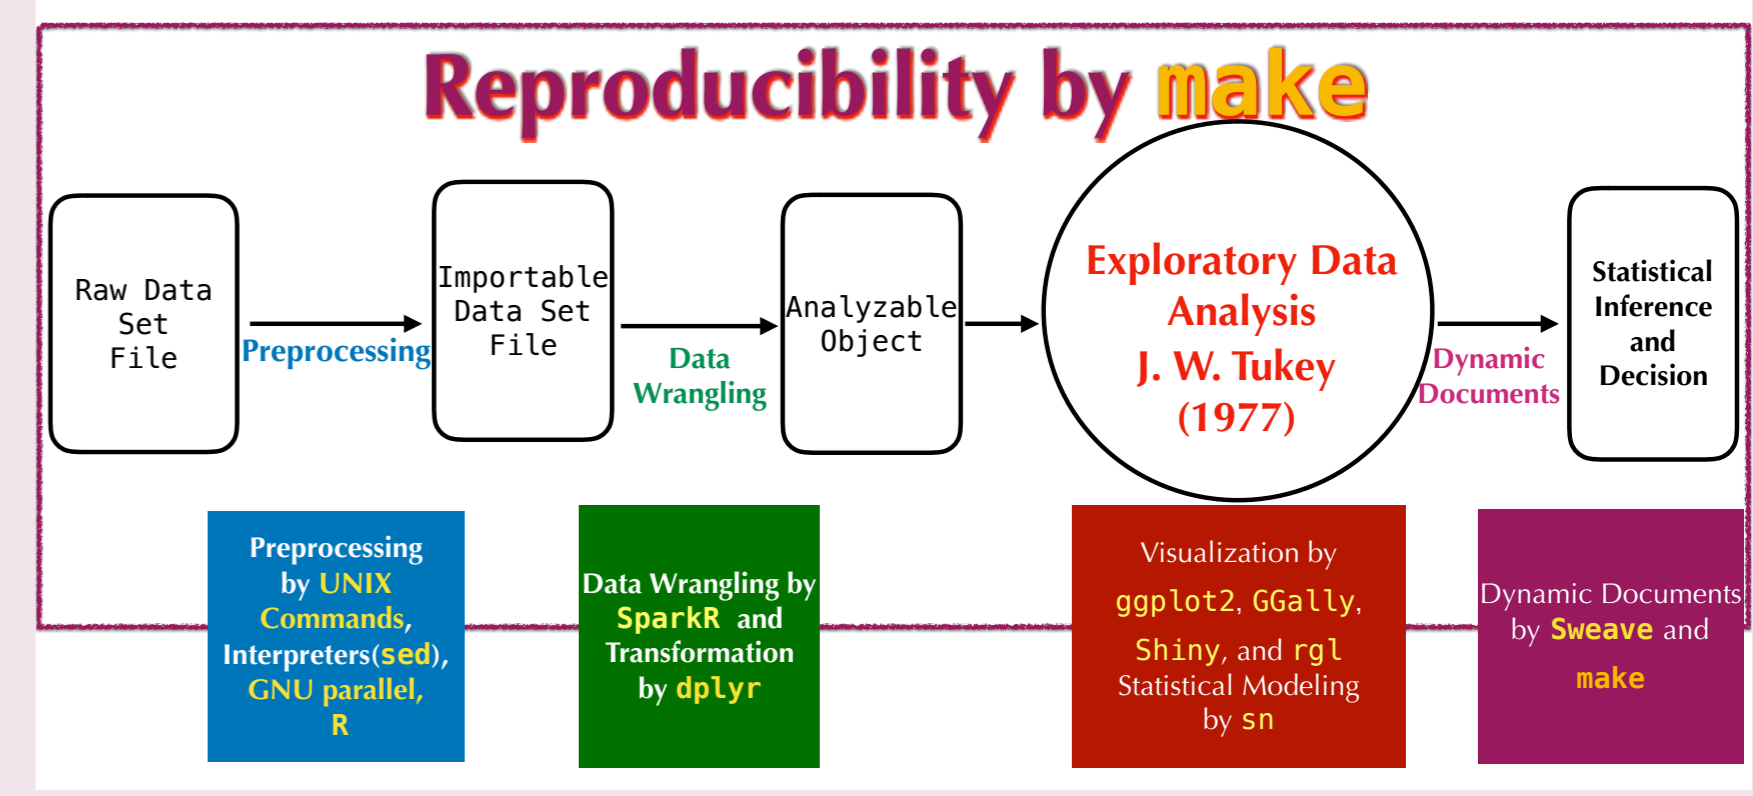 Reproducibility by make
Raw Data
Set
File
Preprocessing
Importable
Data Set
File
Data
Wrangling
Analyzable
Object
Exploratory Data
Analysis
J. W. Tukey
(1977)
Dynamic
Documents
Statistical
Inference
and
Decision
Preprocessing
by UNIX
Commands,
Interpreters(sed),
GNU parallel,
R
Data Wrangling by
SparkR and
Transformation
by dplyr
Visualization by
ggplot2, GGally,
Shiny, and rgl
Statistical Modeling
by sn
Dynamic Documents
by Sweave and
make